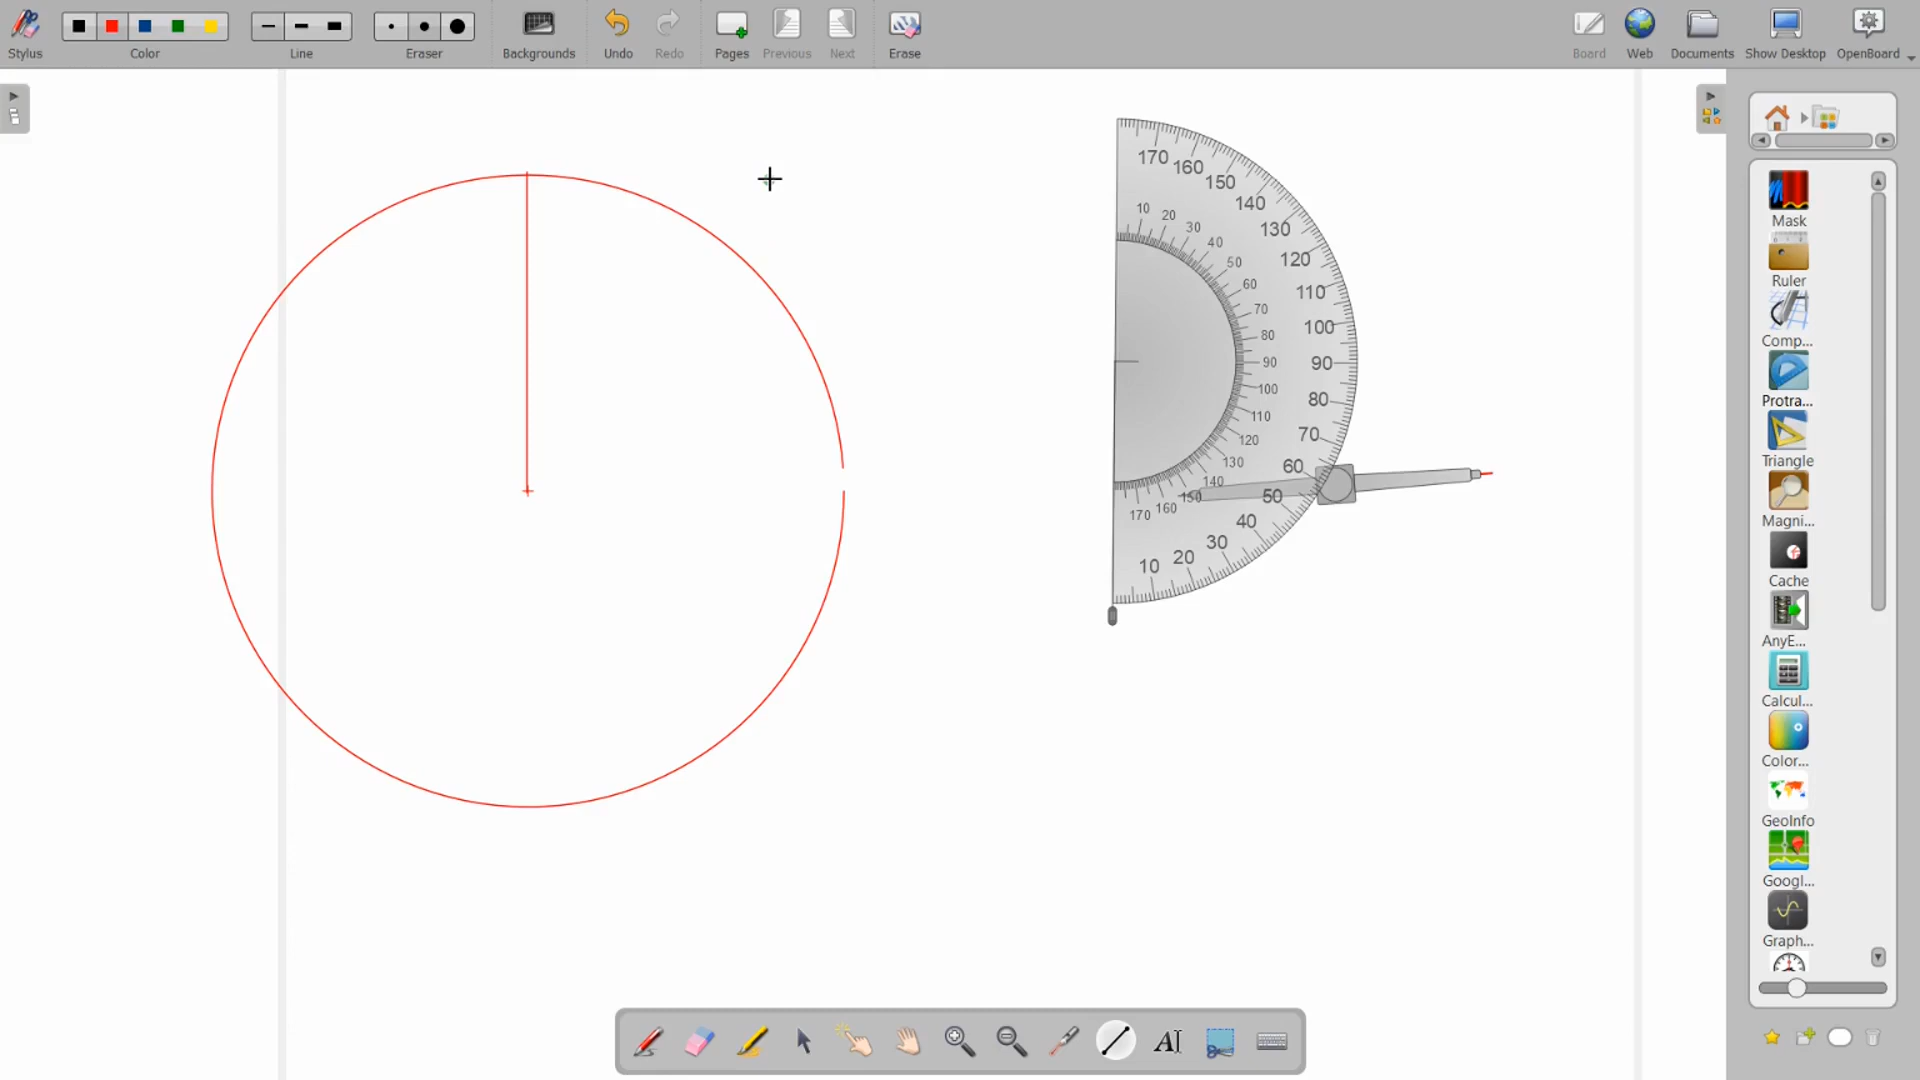 Stylus
Color
Line
Eraser
Backgrounds
Undo
Redo
Pages
Previous
Next
Erase
Board
Web
Documents
Show Desktop
OpenBoard
170
160
150
140
130
120
110
100
90
80
70
60
50
40
30
20
10
10
20
30
40
50
60
70
80
90
100
110
120
130
140
150
160
170
Mask
Ruler
Comp...
Protra...
Triangle
Magni...
Cache
AnyE...
Calcul...
Color...
GeoInfo
Googl...
Graph...
A